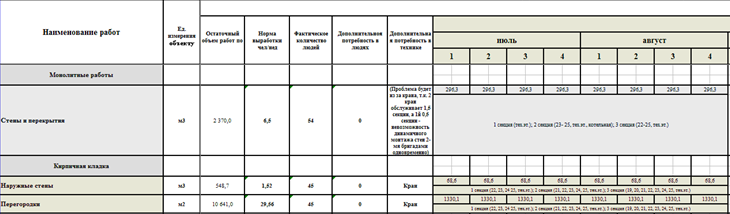 Наименование работ
Ед. измерения объекту
Остаточный объем работ по
Норма выработки чел/нед
Фактическое количество людей
Дополнительная потребность в людях
Дополнительная потребность в технике
июль
август
1 2 3 4 1 2 3 4
Монолитные работы
Стены и перекрытия
м3
2 370,0
6,5
54
0
(Проблема будет
из за крана, т.к. 2
кран
обслуживает 1,5
секции, а 1й 0,5
секции -
невозможность
динамичного
монтажа стен 2-
мя бригадами
одновременно)
296,3 296,3 296,3 296,3 296,3 296,3 296,3 296,3
1 секция (тех.эт.); 2 секция (23- 25, тех.эт., котельная); 3 секция (22-25, тех.эт.)
Кирпичная кладка
Наружные стены
м3
548,7
1,52
45
0
Кран
68,6 68,6 68,6 68,6 68,6 68,6 68,6 68,6
1 секция (22, 23, 24 25, тех.эт.); 2 секция (21, 22, 23, 24, 25, тех.эт.); 3 секция (19, 20, 21, 22, 23, 24, 25, тех.эт.)
Перегородки
м2
10 641,0
29,56
45
0
Кран
1330,1 1330,1 1330,1 1330,1 1330,1 1330,1 1330,1 1330,1
1 секция (22, 23, 24 25, тех.эт.); 2 секция (21, 22, 23, 24, 25, тех.эт.); 3 секция (19, 20, 21, 22, 23, 24, 25, тех.эт.)